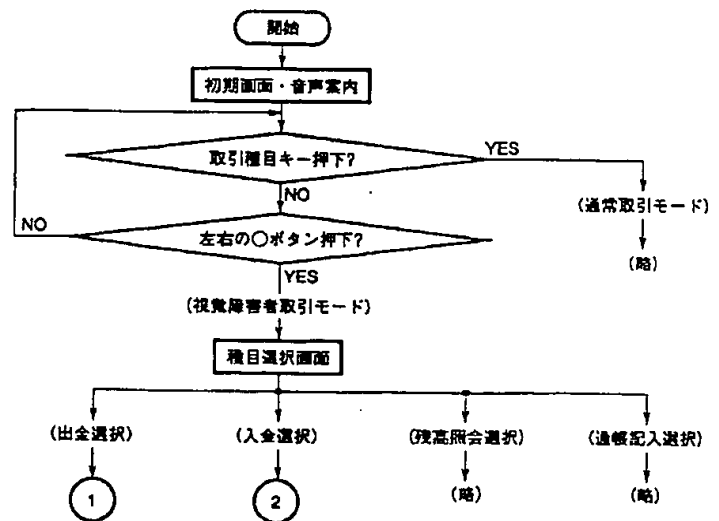 開始
初期画面・音声案内
取引種目キー押下?
YES
NO
(通常取引モード)
NO
左右の○ボタン押下?
(略)
YES
(視覚障害者取引モード)
種目選択画面
(出金選択)
(入金選択)
(残高照会選択)
(通帳記入選択)
1
2
(略)
(略)